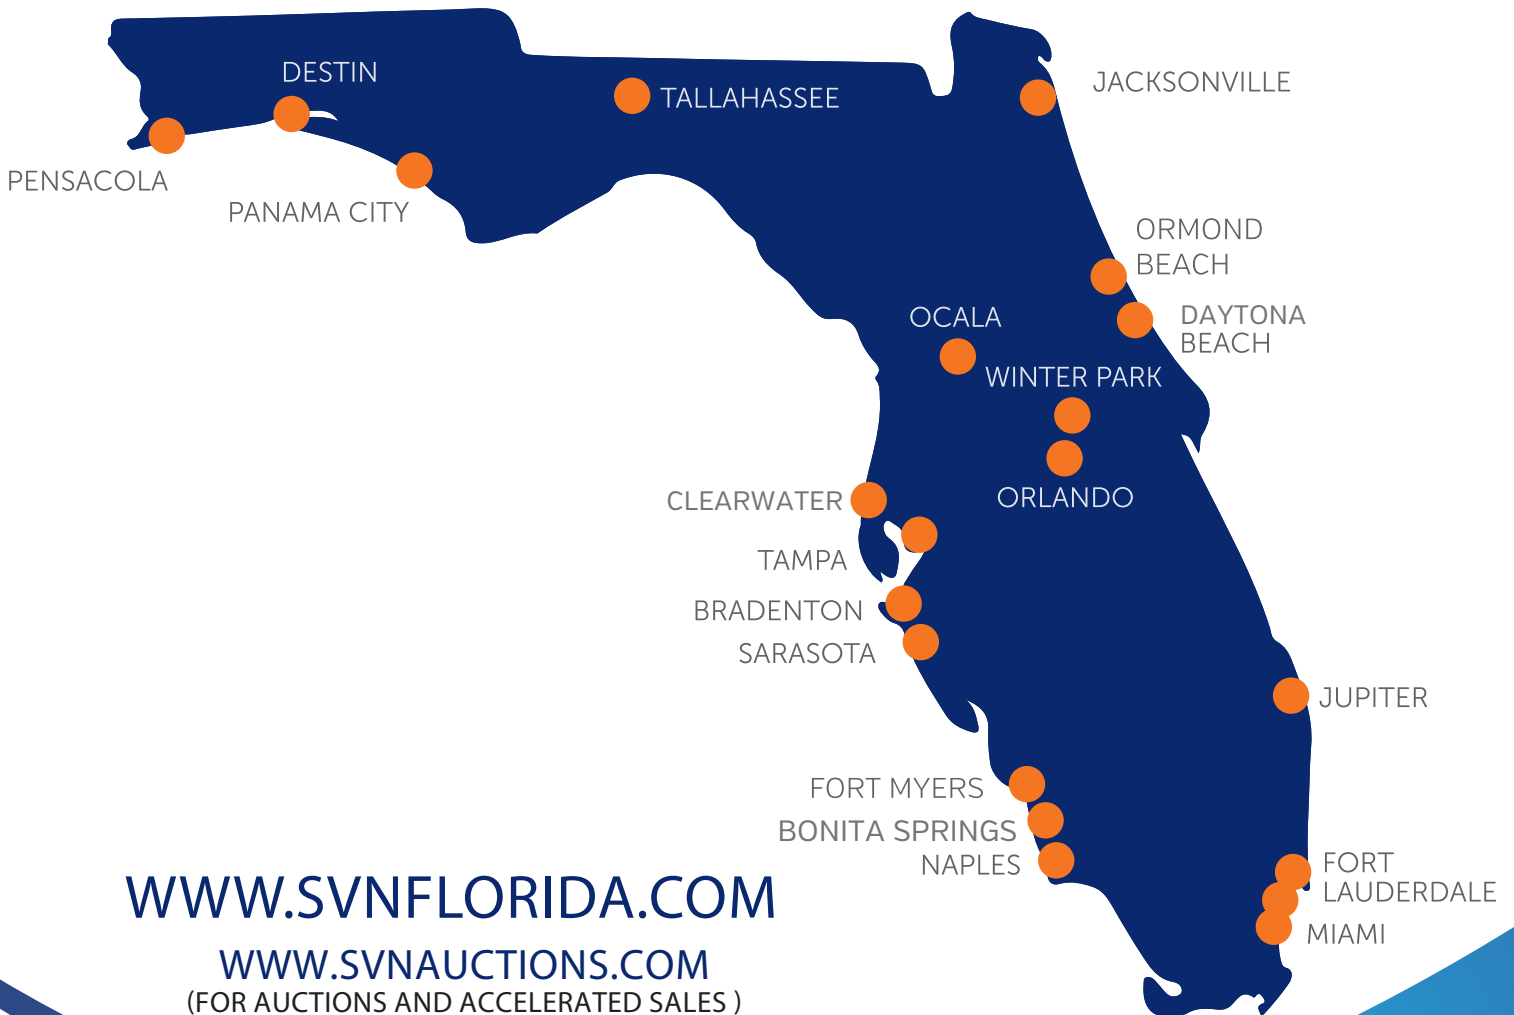 DESTIN
TALLAHASSEE
JACKSONVILLE
PENSACOLA
PANAMA CITY
ORMOND
BEACH
OCALA
DAYTONA
BEACH
WINTER PARK
CLEARWATER
ORLANDO
TAMPA
BRADENTON
SARASOTA
JUPITER
FORT MYERS
BONITA SPRINGS
NAPLES
FORT
LAUDERDALE
MIAMI
WWW.SVNFLORIDA.COM
WWW.SVNAUCTIONS.COM
(FOR AUCTIONS AND ACCELERATED SALES )